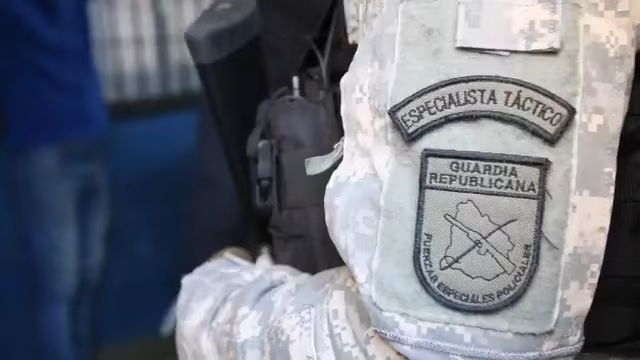 ESPECIALISTA TÁCTICO
GUARDIA
REPUBLICANA
FUERZAS ESPECIALES POLICIALES